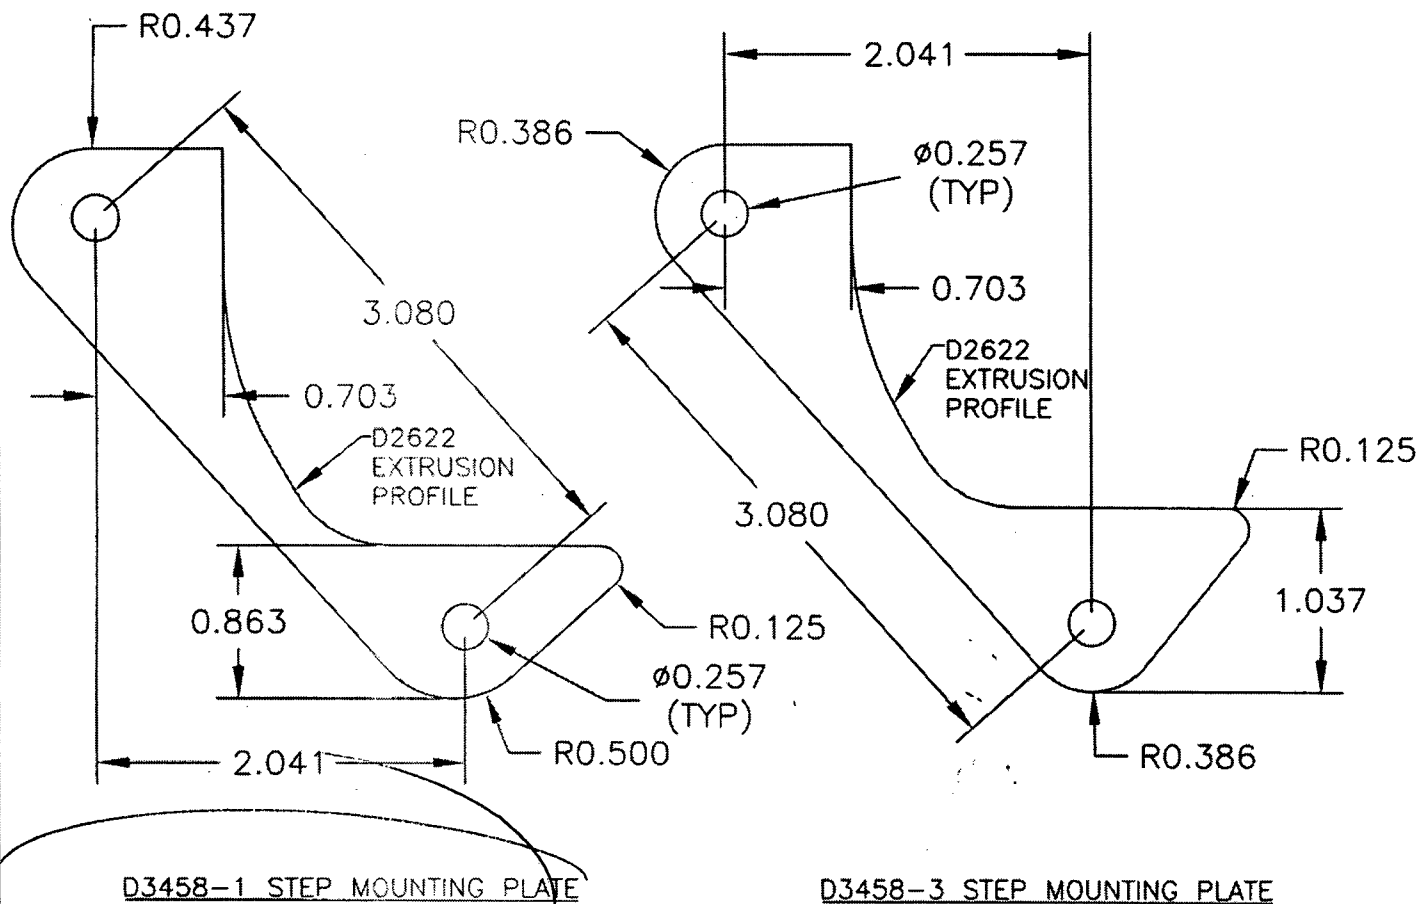 R0.437
3.080
0.703
D2622
EXTRUSION
PROFILE
0.863
R0.125
ø0.257
(TYP)
R0.500
2.041
D3458-1 STEP MOUNTING PLATE
2.041
R0.386
ø0.257
(TYP)
0.703
D2622
EXTRUSION
PROFILE
R0.125
3.080
1.037
R0.386
D3458-3 STEP MOUNTING PLATE